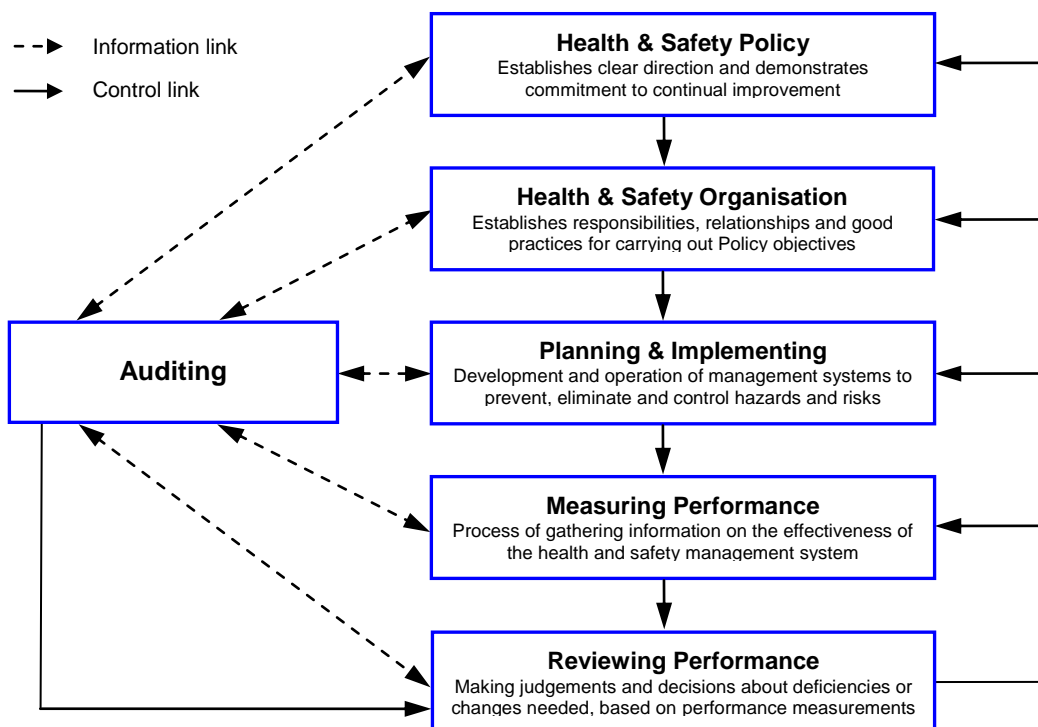 Information link
Control link
Health & Safety Policy
Establishes clear direction and demonstrates
commitment to continual improvement
Health & Safety Organisation
Establishes responsibilities, relationships and good
practices for carrying out Policy objectives
Auditing
Planning & Implementing
Development and operation of management systems to
prevent, eliminate and control hazards and risks
Measuring Performance
Process of gathering information on the effectiveness of
the health and safety management system
Reviewing Performance
Making judgements and decisions about deficiencies or
changes needed, based on performance measurements